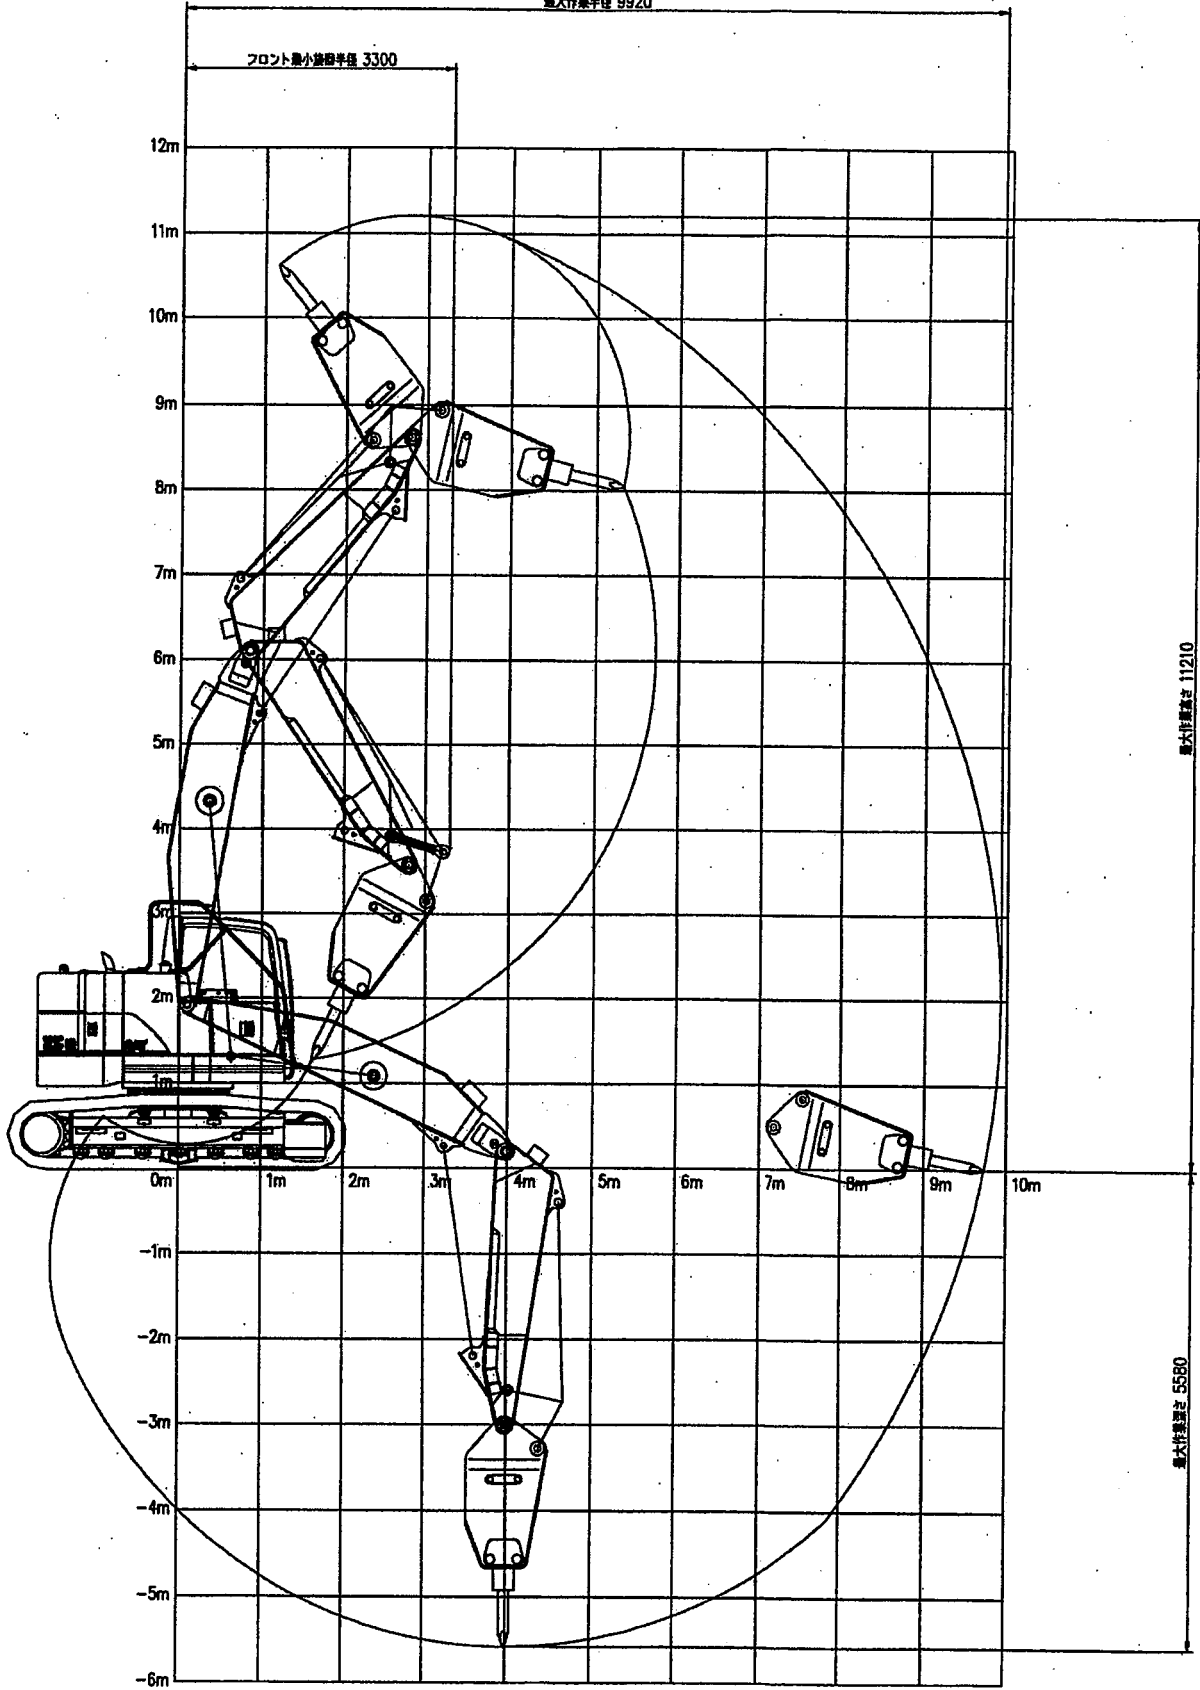 最大作業半径 9920
フロント最小旋回半径 3300
12m
11m
10m
9m
8m
7m
6m
5m
4m
3m
2m
1m
0m 1m 2m 3m 4m 5m 6m 7m 8m 9m 10m
-1m
-2m
-3m
-4m
-5m
-6m
最大作業高さ 11210
最大作業深さ 5580